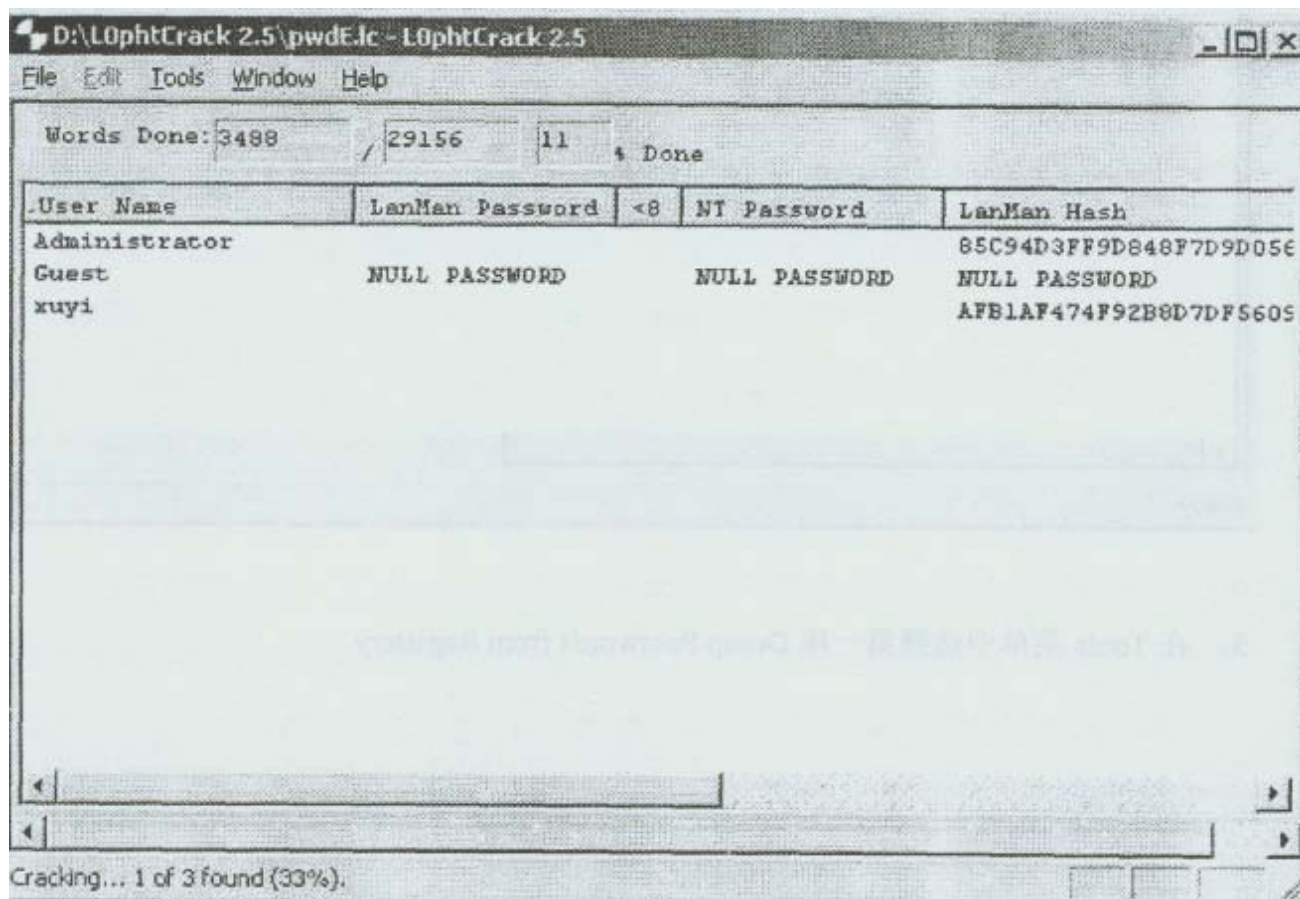 D:\L0phtCrack 2.5\pwdE.lc - L0phtCrack 2.5
File Edit Tools Window Help
Words Done: 3488 / 29156 11 % Done
User Name LanMan Password <8 NT Password LanMan Hash
Administrator 85C94D3FF9D848F7D9D056
Guest NULL PASSWORD NULL PASSWORD NULL PASSWORD
xuyi AFB1AF474F92B8D7DF5609
Cracking... 1 of 3 found (33%).